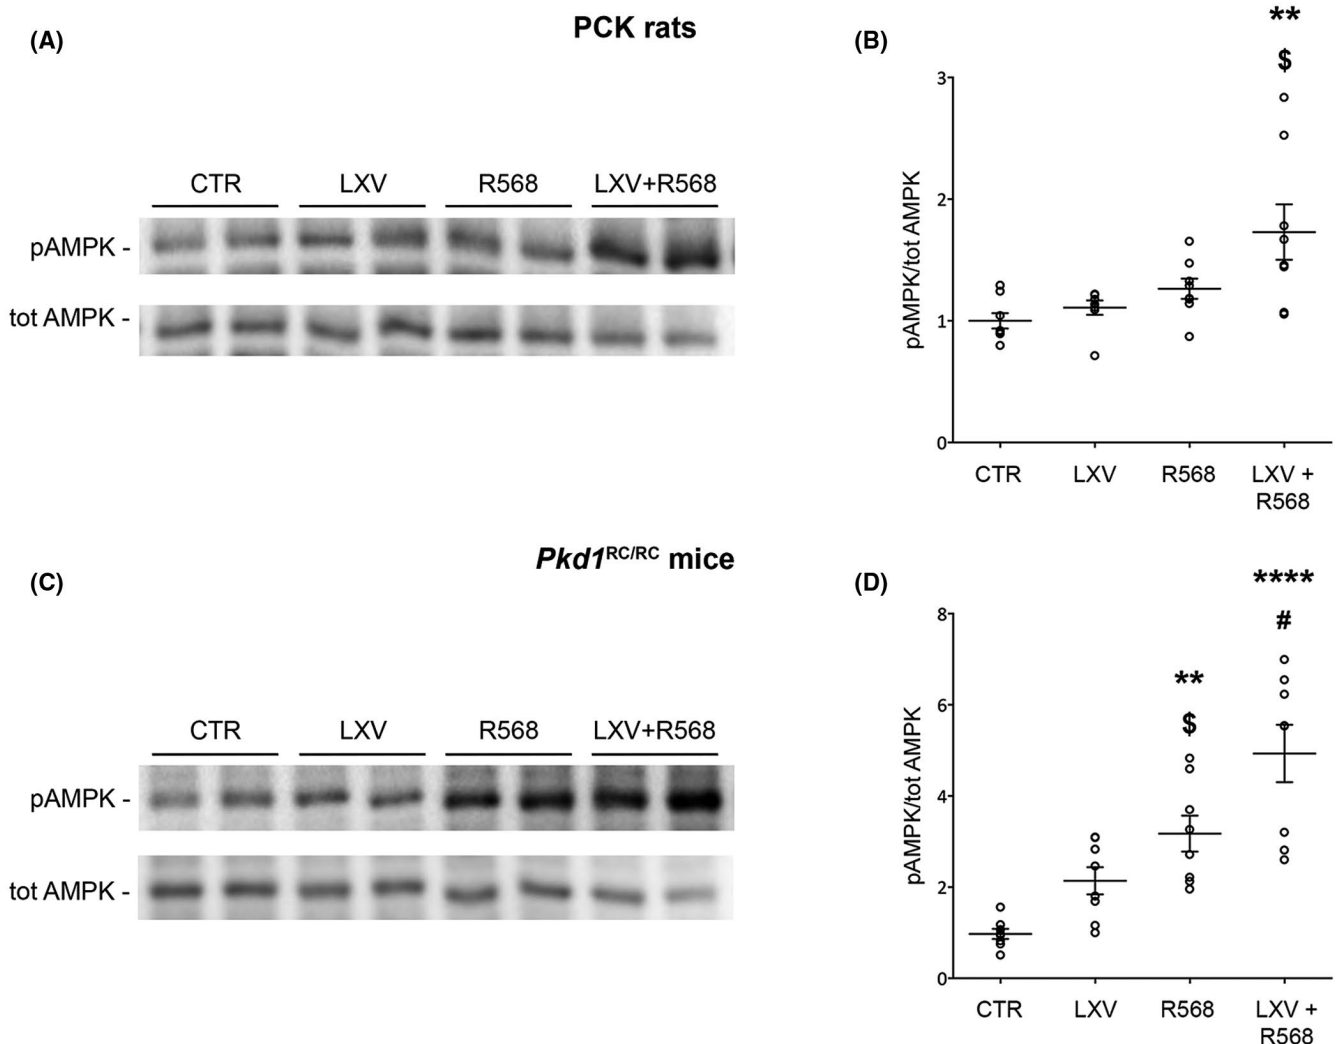 PCK rats
(A)
CTR LXV R568 LXV+R568
pAMPK -
tot AMPK -
(B)
**
$
pAMPK/tot AMPK
3
2
1
0
CTR LXV R568 LXV +
R568
Pkd1RC/RC mice
(C)
CTR LXV R568 LXV+R568
pAMPK -
tot AMPK -
(D)
****
#
**
$
pAMPK/tot AMPK
8
6
4
2
0
CTR LXV R568 LXV +
R568